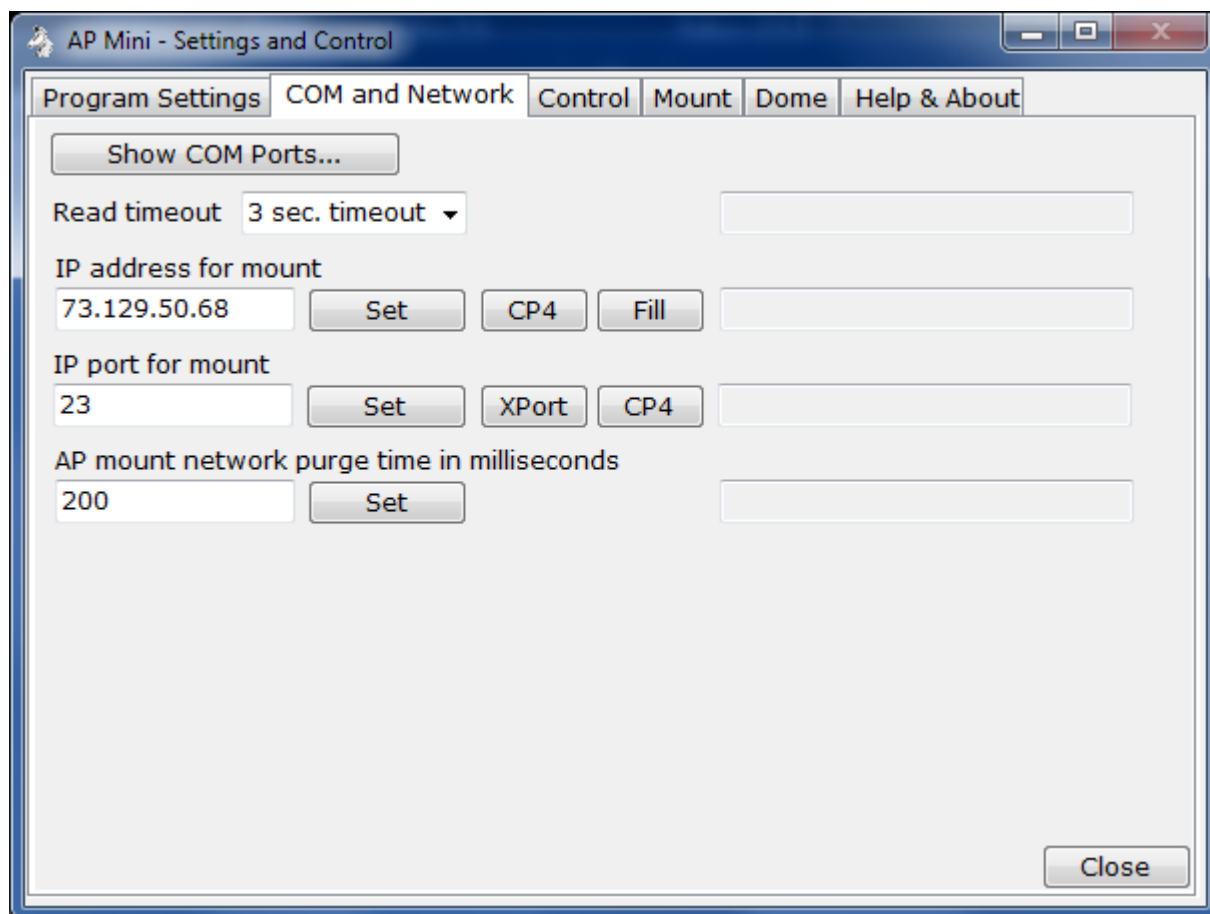 AP Mini - Settings and Control
Program Settings COM and Network Control Mount Dome Help & About
Show COM Ports...
Read timeout 3 sec. timeout
IP address for mount
73.129.50.68 Set CP4 Fill
IP port for mount
23 Set XPort CP4
AP mount network purge time in milliseconds
200 Set
Close